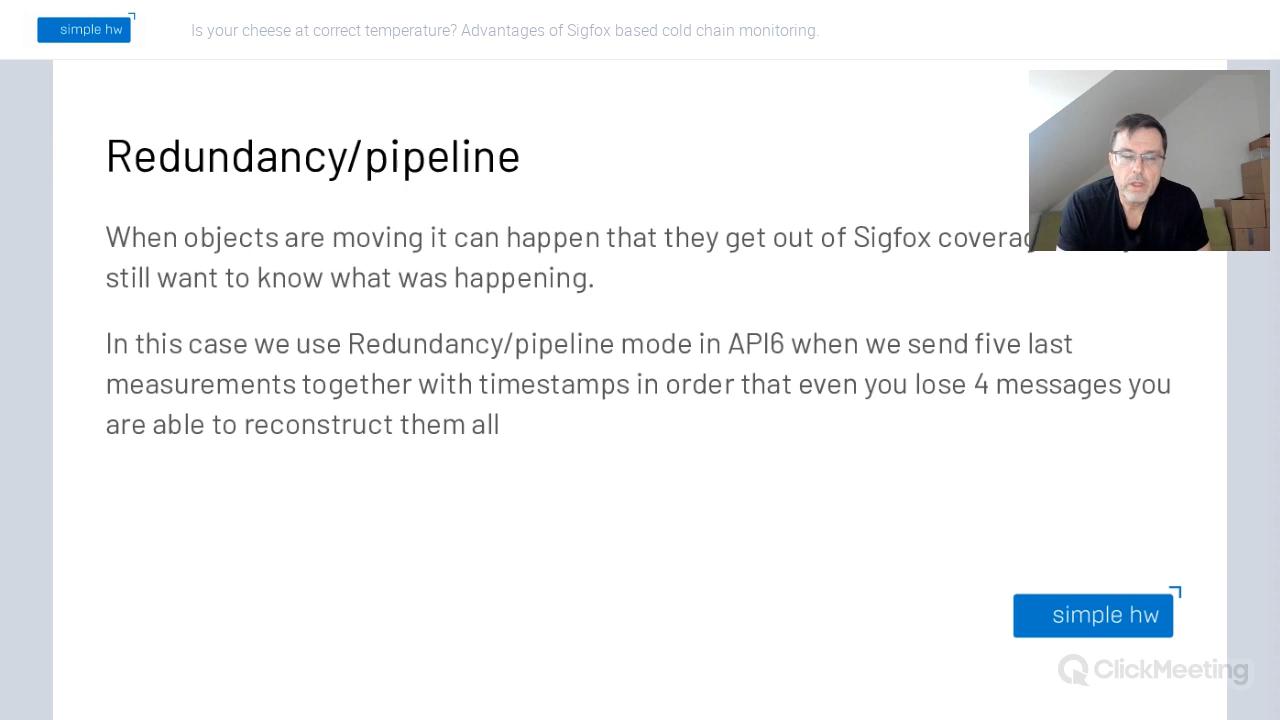 simple hw
Is your cheese at correct temperature? Advantages of Sigfox based cold chain monitoring.
Redundancy/pipeline
When objects are moving it can happen that they get out of Sigfox
still want to know what was happening.
In this case we use Redundancy/pipeline mode in API6 when we send five last
measurements together with timestamps in order that even you lose 4 messages you
are able to reconstruct them all
simple hw
ClickMeeting